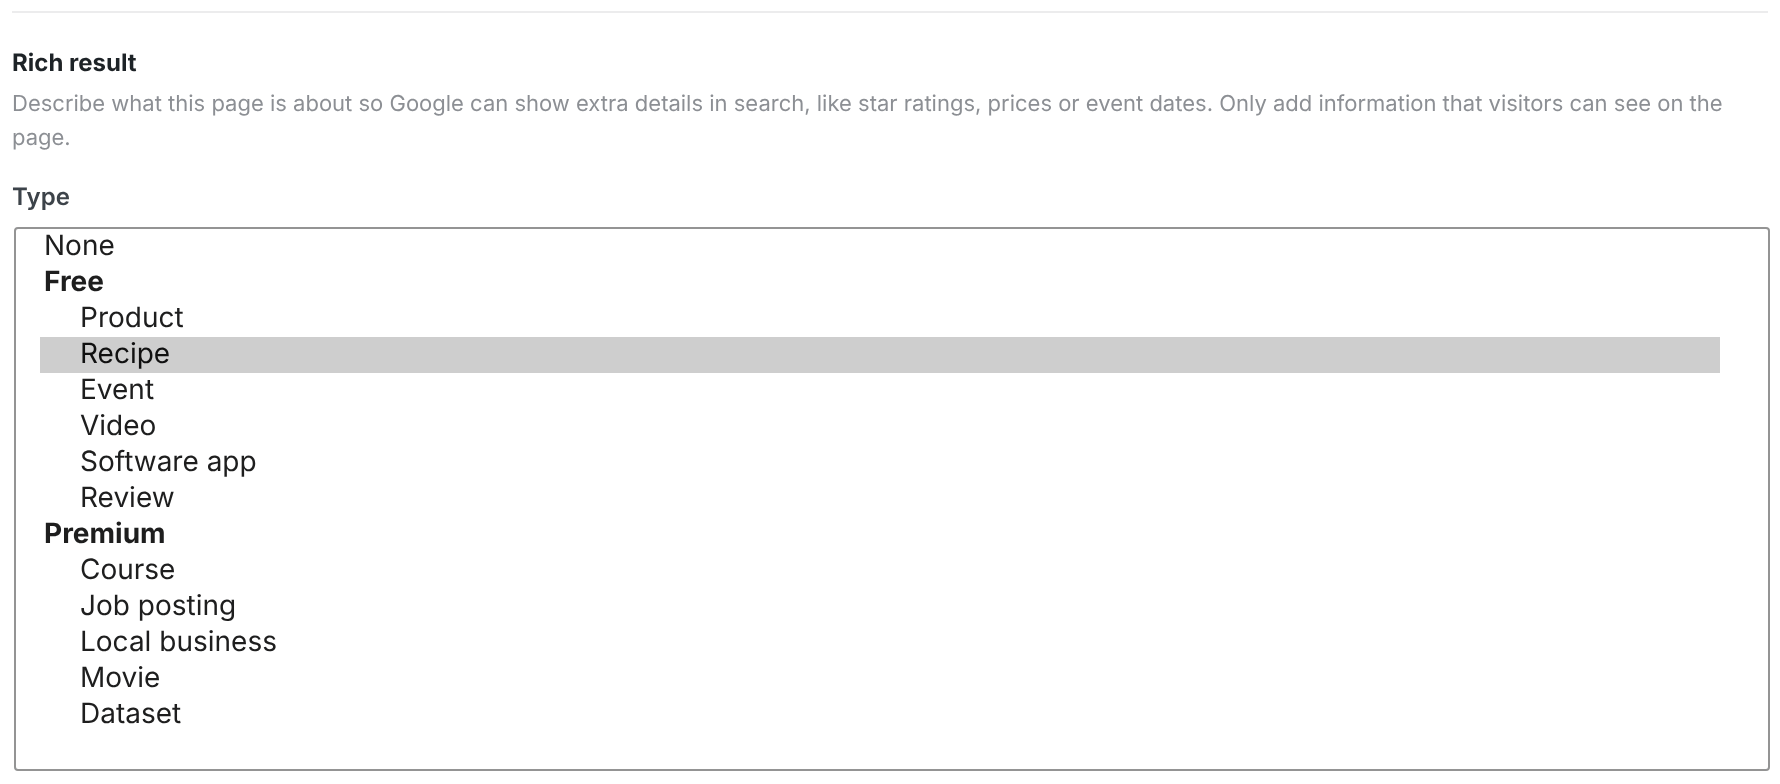 Rich result
Describe what this page is about so Google can show extra details in search, like star ratings, prices or event dates. Only add information that visitors can see on the
page.
Type
None
Free
Product
Recipe
Event
Video
Software app
Review
Premium
Course
Job posting
Local business
Movie
Dataset